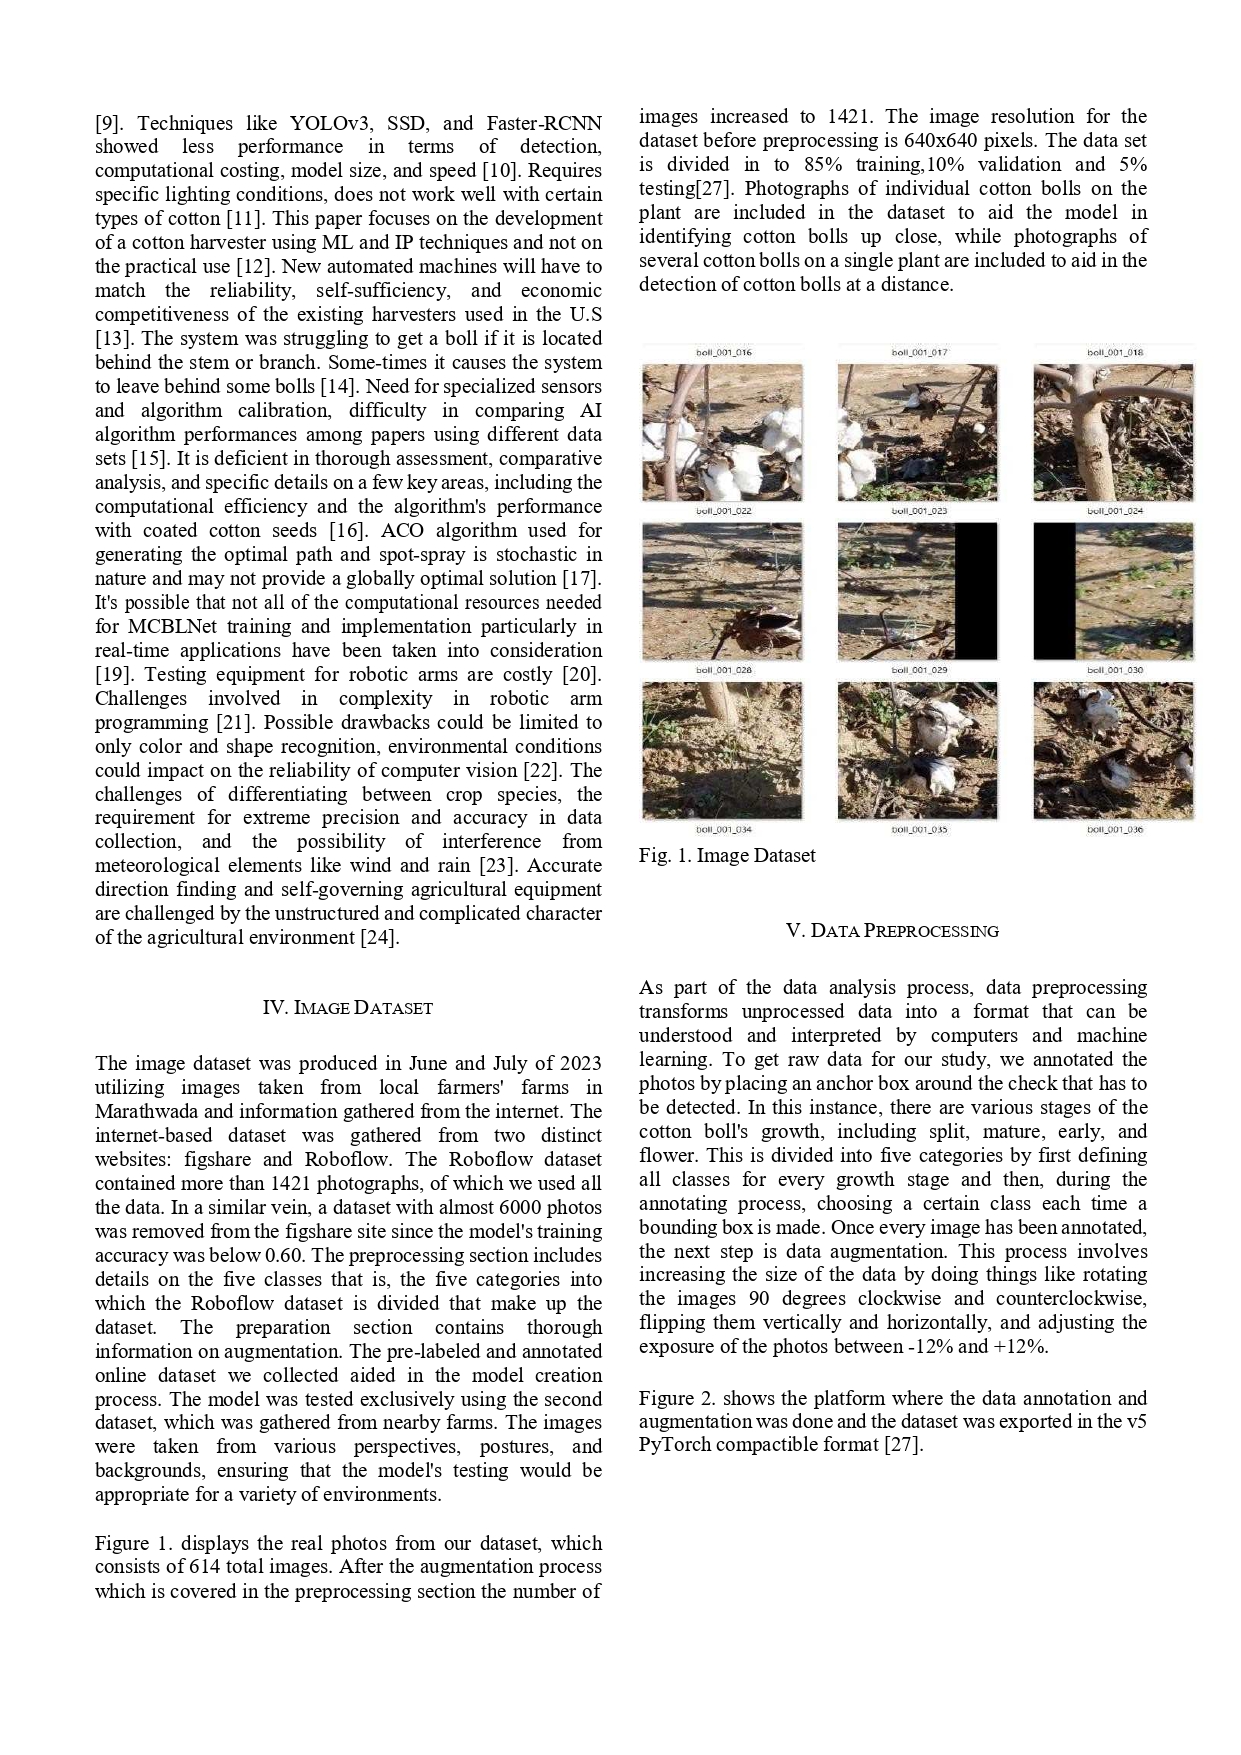 [9]. Techniques like YOLOv3, SSD, and Faster-RCNN
showed less performance in terms of detection,
computational costing, model size, and speed [10]. Requires
specific lighting conditions, does not work well with certain
types of cotton [11]. This paper focuses on the development
of a cotton harvester using ML and IP techniques and not on
the practical use [12]. New automated machines will have to
match the reliability, self-sufficiency, and economic
competitiveness of the existing harvesters used in the U.S
[13]. The system was struggling to get a boll if it is located
behind the stem or branch. Some-times it causes the system
to leave behind some bolls [14]. Need for specialized sensors
and algorithm calibration, difficulty in comparing AI
algorithm performances among papers using different data
sets [15]. It is deficient in thorough assessment, comparative
analysis, and specific details on a few key areas, including the
computational efficiency and the algorithm's performance
with coated cotton seeds [16]. ACO algorithm used for
generating the optimal path and spot-spray is stochastic in
nature and may not provide a globally optimal solution [17].
It's possible that not all of the computational resources needed
for MCBLNet training and implementation particularly in
real-time applications have been taken into consideration
[19]. Testing equipment for robotic arms are costly [20].
Challenges involved in complexity in robotic arm
programming [21]. Possible drawbacks could be limited to
only color and shape recognition, environmental conditions
could impact on the reliability of computer vision [22]. The
challenges of differentiating between crop species, the
requirement for extreme precision and accuracy in data
collection, and the possibility of interference from
meteorological elements like wind and rain [23]. Accurate
direction finding and self-governing agricultural equipment
are challenged by the unstructured and complicated character
of the agricultural environment [24].
IV. IMAGE DATASET
The image dataset was produced in June and July of 2023
utilizing images taken from local farmers' farms in
Marathwada and information gathered from the internet. The
internet-based dataset was gathered from two distinct
websites: figshare and Roboflow. The Roboflow dataset
contained more than 1421 photographs, of which we used all
the data. In a similar vein, a dataset with almost 6000 photos
was removed from the figshare site since the model's training
accuracy was below 0.60. The preprocessing section includes
details on the five classes that is, the five categories into
which the Roboflow dataset is divided that make up the
dataset. The preparation section contains thorough
information on augmentation. The pre-labeled and annotated
online dataset we collected aided in the model creation
process. The model was tested exclusively using the second
dataset, which was gathered from nearby farms. The images
were taken from various perspectives, postures, and
backgrounds, ensuring that the model's testing would be
appropriate for a variety of environments.
Figure 1. displays the real photos from our dataset, which
consists of 614 total images. After the augmentation process
which is covered in the preprocessing section the number of
images increased to 1421. The image resolution for the
dataset before preprocessing is 640x640 pixels. The data set
is divided in to 85% training,10% validation and 5%
testing[27]. Photographs of individual cotton bolls on the
plant are included in the dataset to aid the model in
identifying cotton bolls up close, while photographs of
several cotton bolls on a single plant are included to aid in the
detection of cotton bolls at a distance.
boll_001_016 boll_001_017 boll_001_018
boll_001_022 boll_001_023 boll_001_024
boll_001_028 boll_001_029 boll_001_030
boll_001_034 boll_001_035 boll_001_036
Fig. 1. Image Dataset
V. DATA PREPROCESSING
As part of the data analysis process, data preprocessing
transforms unprocessed data into a format that can be
understood and interpreted by computers and machine
learning. To get raw data for our study, we annotated the
photos by placing an anchor box around the check that has to
be detected. In this instance, there are various stages of the
cotton boll's growth, including split, mature, early, and
flower. This is divided into five categories by first defining
all classes for every growth stage and then, during the
annotating process, choosing a certain class each time a
bounding box is made. Once every image has been annotated,
the next step is data augmentation. This process involves
increasing the size of the data by doing things like rotating
the images 90 degrees clockwise and counterclockwise,
flipping them vertically and horizontally, and adjusting the
exposure of the photos between -12% and +12%.
Figure 2. shows the platform where the data annotation and
augmentation was done and the dataset was exported in the v5
PyTorch compactible format [27].